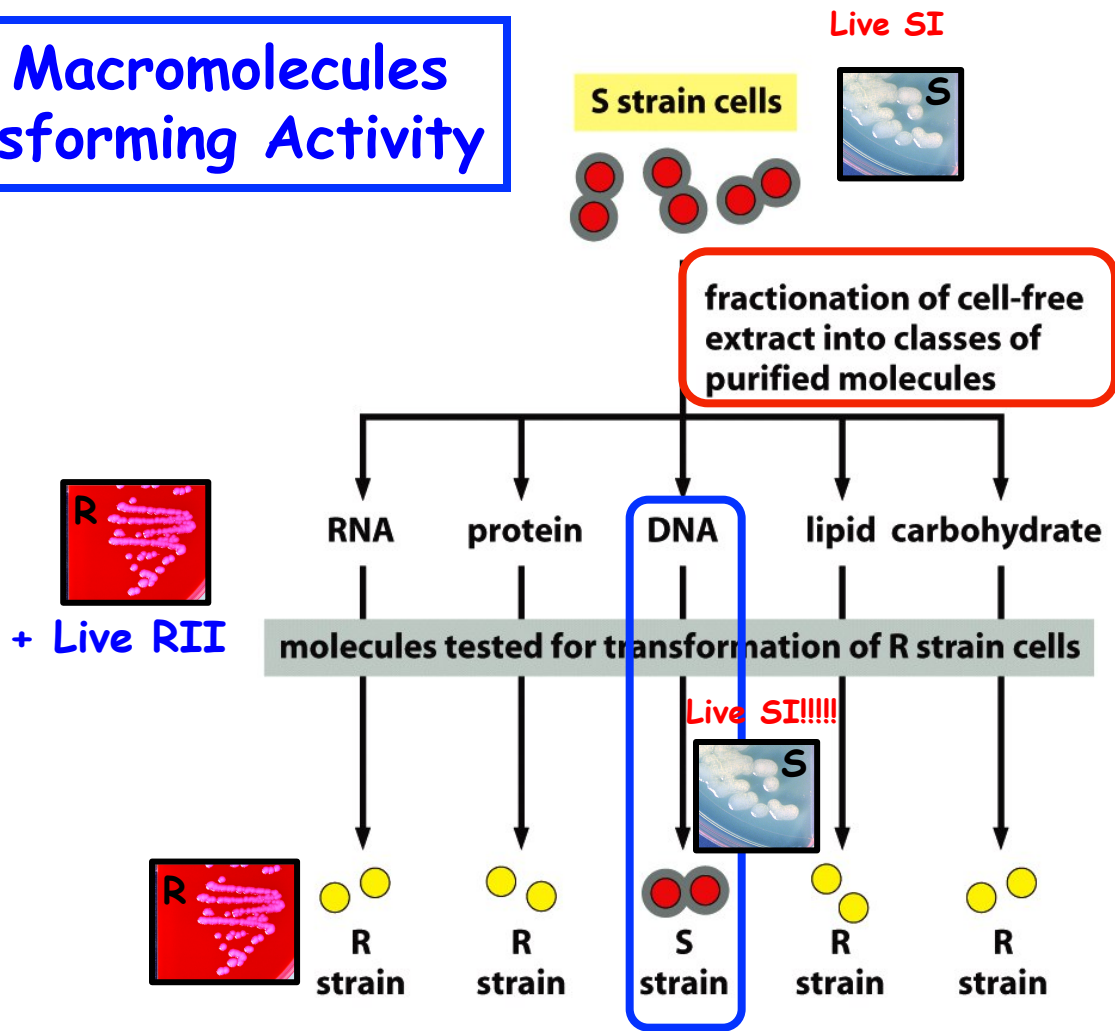 Macromolecules
sforming Activity
Live SI
S strain cells
S
fractionation of cell-free
extract into classes of
purified molecules
R
+ Live RII
RNA protein DNA lipid carbohydrate
molecules tested for transformation of R strain cells
Live SI!!!!!
S
R
R
strain
R
strain
S
strain
R
strain
R
strain